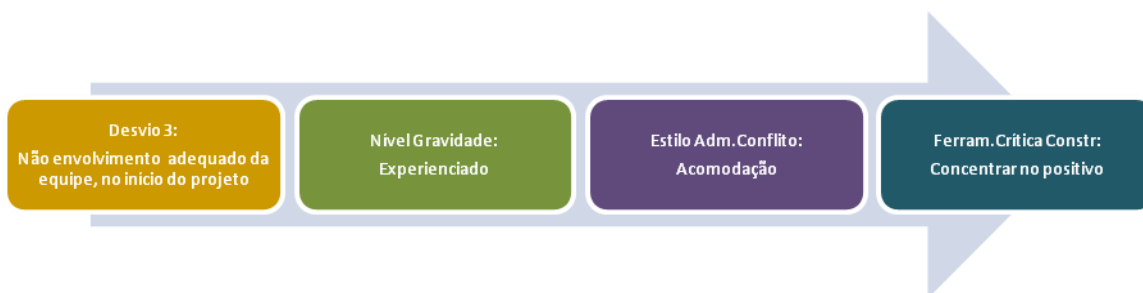 Desvio 3:
Não envolvimento adequado da
equipe, no inicio do projeto
Nivel Gravidade:
Experienciado
Estilo Adm.Conflito:
Acomodação
Ferram.Critica Constr:
Concentrar no positivo